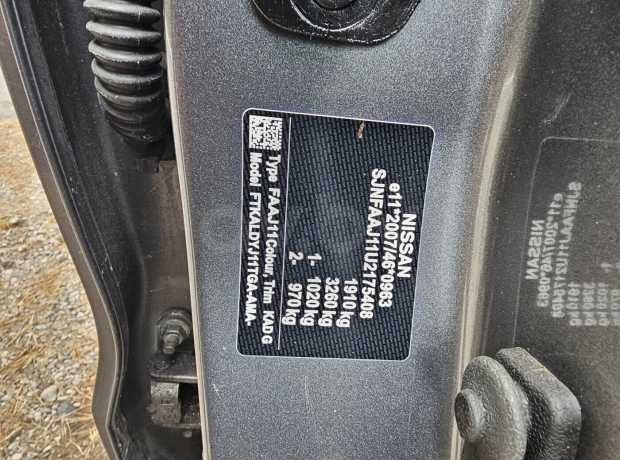 NISSAN
e11*2007/46*0963
SJNFAAJ11U2175408
1910 kg
3260 kg
1- 1020 kg
2- 970 kg
Type FAAJ11 Colour, Trim KAD G
Model FTKALDYJ11TGA-AWA-